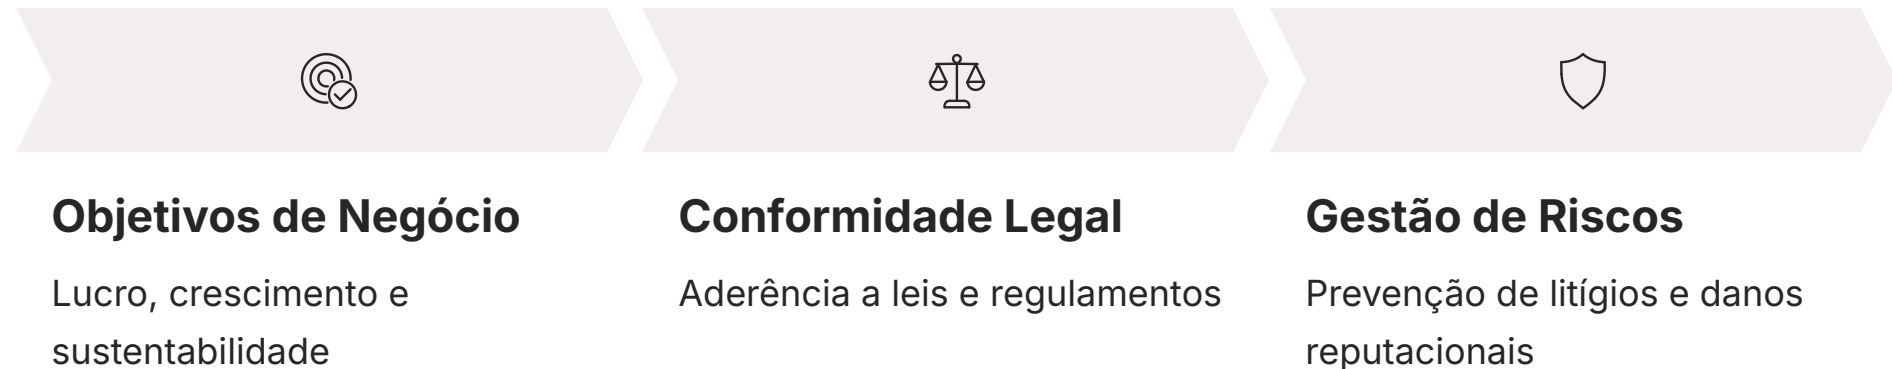 Objetivos de Negócio
Lucro, crescimento e
sustentabilidade
Conformidade Legal
Aderência a leis e regulamentos
Gestão de Riscos
Prevenção de litígios e danos
reputacionais